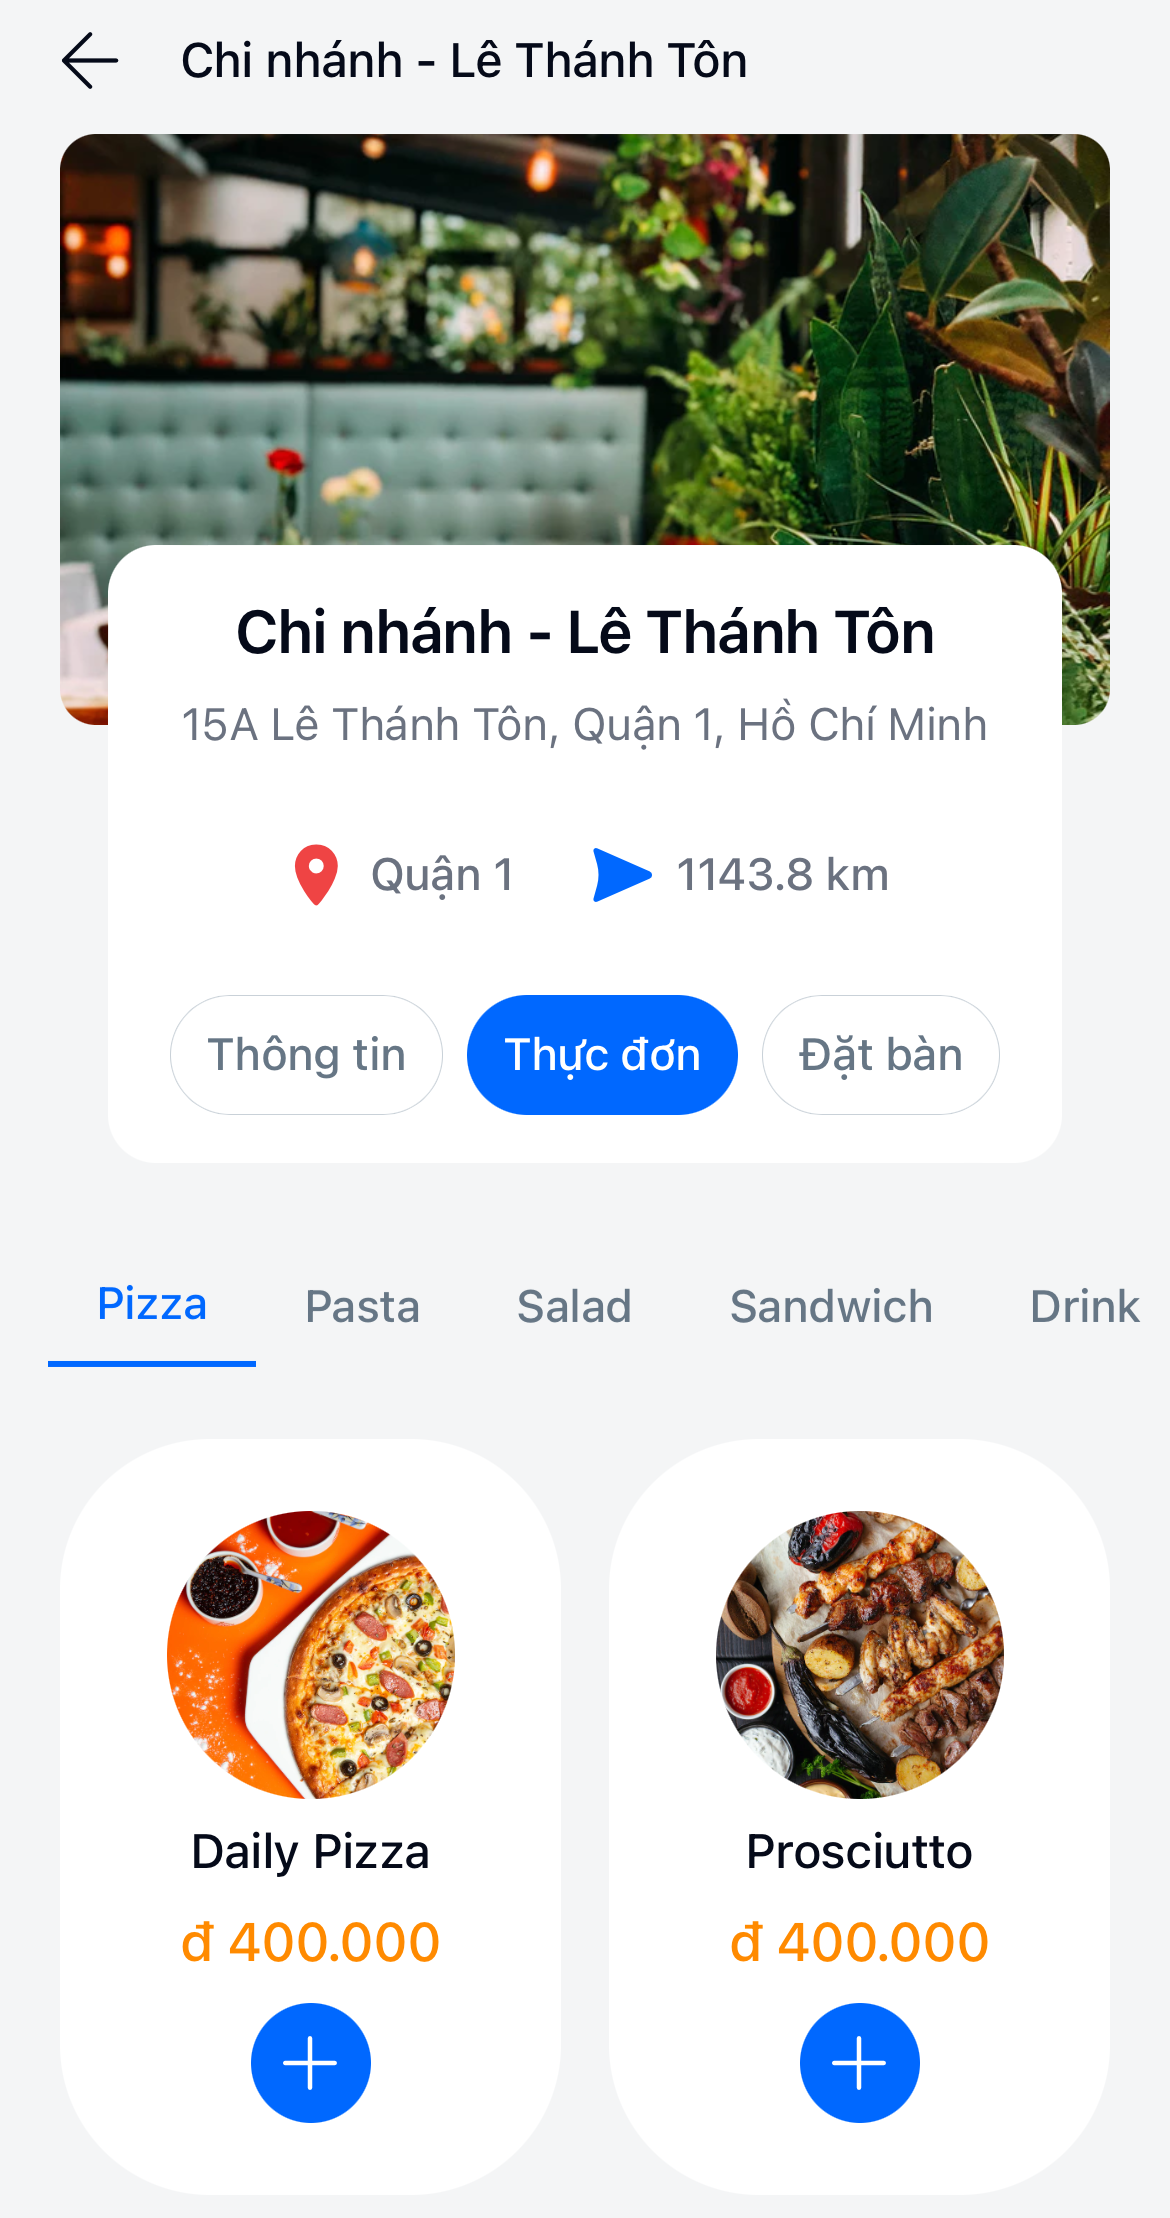 Chi nhánh - Lê Thánh Tôn
Chi nhánh - Lê Thánh Tôn
15A Lê Thánh Tôn, Quận 1, Hồ Chí Minh
Quận 1 1143.8 km
Thông tin Thực đơn Đặt bàn
Pizza Pasta Salad Sandwich Drink
Daily Pizza Prosciutto
đ 400.000 đ 400.000